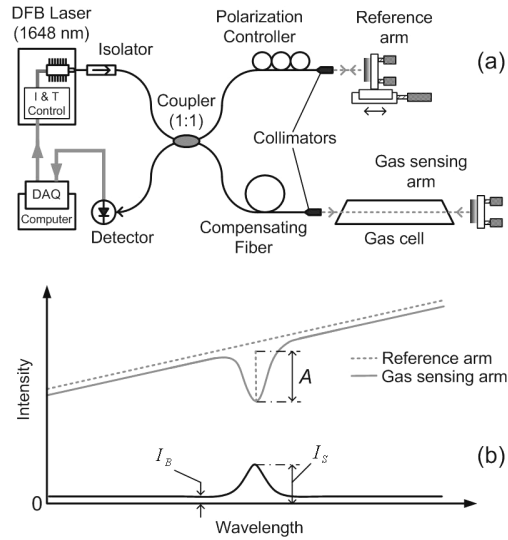 DFB Laser
(1648 nm)
Isolator
Polarization
Controller
Reference
arm
(a)
I & T
Control
Coupler
(1:1)
Collimators
Gas sensing
arm
DAQ
Computer
Detector
Compensating
Fiber
Gas cell
Intensity
Reference arm
Gas sensing arm
A
I_B
I_S
(b)
0
Wavelength